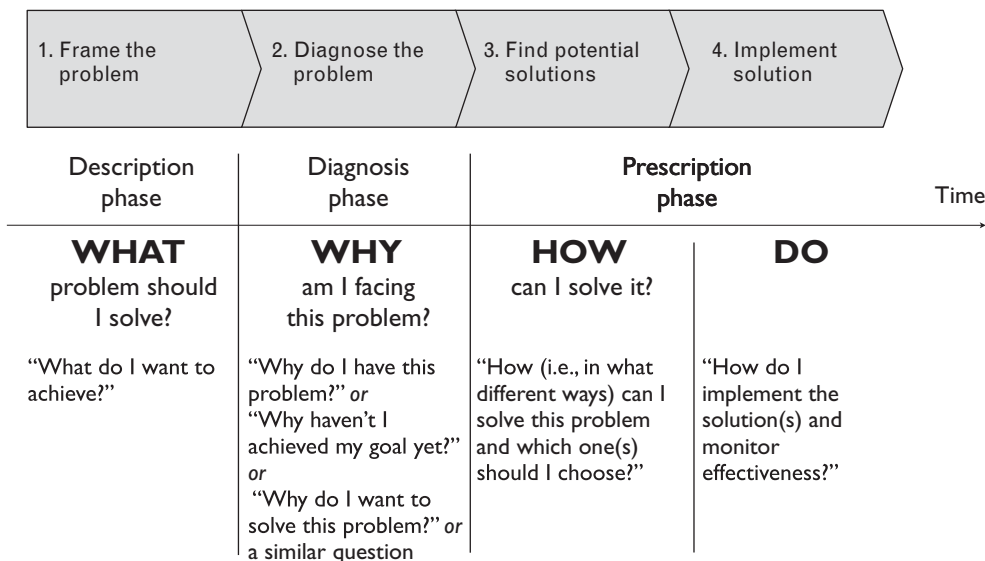 1. Frame the
problem
2. Diagnose the
problem
3. Find potential
solutions
4. Implement
solution
Description
phase
Diagnosis
phase
Prescription
phase
Time
WHAT
problem should
I solve?
WHY
am I facing
this problem?
HOW
can I solve it?
DO
“What do I want to
achieve?”
“Why do I have this
problem?” or
“Why haven’t I
achieved my goal yet?”
or
“Why do I want to
solve this problem?” or
a similar question
“How (i.e., in what
different ways) can I
solve this problem
and which one(s)
should I choose?”
“How do I
implement the
solution(s) and
monitor
effectiveness?”